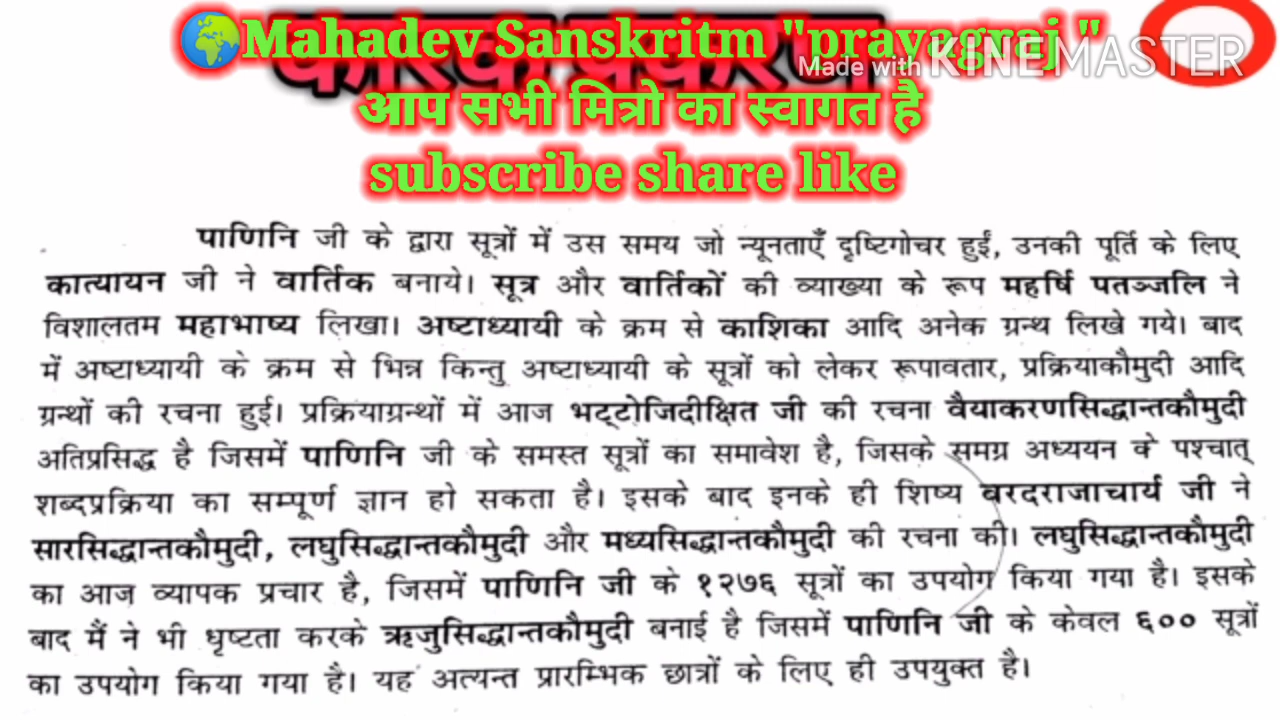 🌍Mahadev Sanskritm "prayagraj "
Made with KINEMASTER
कारक प्रकरण
आप सभी मित्रो का स्वागत है
subscribe share like
पाणिनि जी के द्वारा सूत्रों में उस समय जो न्यूनताएँ दृष्टिगोचर हुईं, उनकी पूर्ति के लिए
कात्यायन जी ने वार्तिक बनाये। सूत्र और वार्तिकों की व्याख्या के रूप महर्षि पतञ्जलि ने
विशालतम महाभाष्य लिखा। अष्टाध्यायी के क्रम से काशिका आदि अनेक ग्रन्थ लिखे गये। बाद
में अष्टाध्यायी के क्रम से भिन्न किन्तु अष्टाध्यायी के सूत्रों को लेकर रूपावतार, प्रक्रियाकौमुदी आदि
ग्रन्थों की रचना हुई। प्रक्रियाग्रन्थों में आज भट्टोजिदीक्षित जी की रचना वैयाकरणसिद्धान्तकौमुदी
अतिप्रसिद्ध है जिसमें पाणिनि जी के समस्त सूत्रों का समावेश है, जिसके समग्र अध्ययन के पश्चात्
शब्दप्रक्रिया का सम्पूर्ण ज्ञान हो सकता है। इसके बाद इनके ही शिष्य वरदराजाचार्य जी ने
सारसिद्धान्तकौमुदी, लघुसिद्धान्तकौमुदी और मध्यसिद्धान्तकौमुदी की रचना की। लघुसिद्धान्तकौमुदी
का आज व्यापक प्रचार है, जिसमें पाणिनि जी के १२७६ सूत्रों का उपयोग किया गया है। इसके
बाद मैं ने भी धृष्टता करके ऋजुसिद्धान्तकौमुदी बनाई है जिसमें पाणिनि जी के केवल ६०० सूत्रों
का उपयोग किया गया है। यह अत्यन्त प्रारम्भिक छात्रों के लिए ही उपयुक्त है।